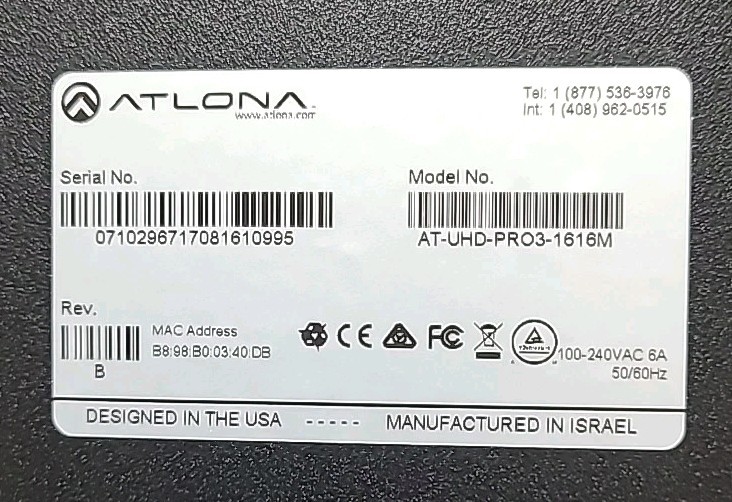 ATLONA
www.atlona.com
Tel: 1 (877) 536-3976
Int: 1 (408) 962-0515
Serial No.
0710296717081610995
Model No.
AT-UHD-PRO3-1616M
Rev.
B
MAC Address
B8:98:B0:03:40:DB
CE
FC
100-240VAC 6A
50/60Hz
DESIGNED IN THE USA ----- MANUFACTURED IN ISRAEL